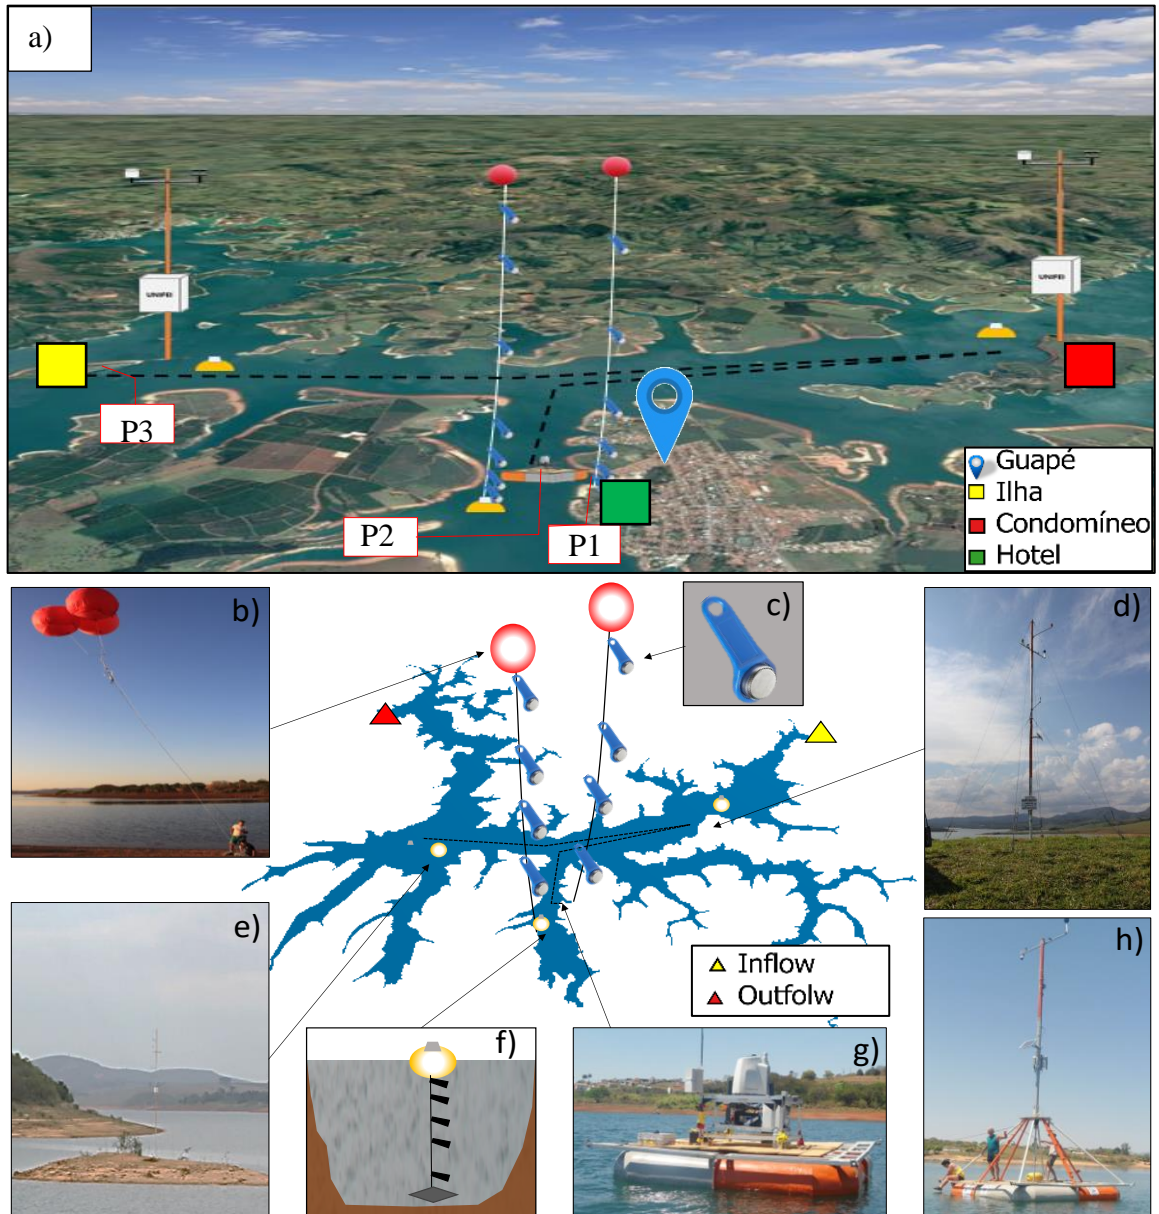 a)
UNIFEI
UNIFEI
P3
P2
P1
Guapé
Ilha
Condomíneo
Hotel
b)
c)
d)
e)
Inflow
Outfolw
f)
g)
h)